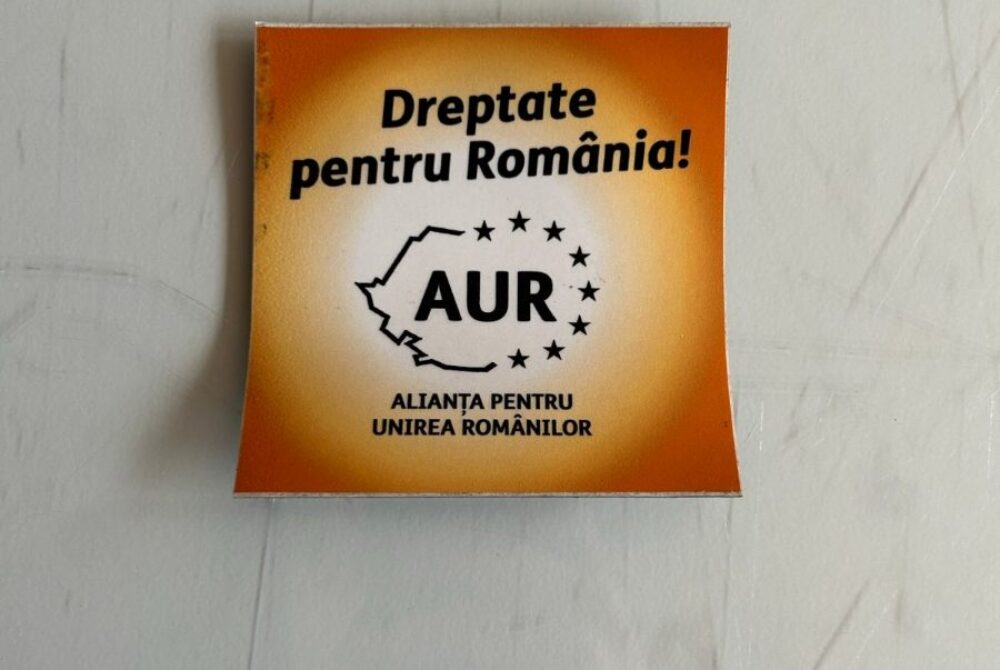 Dreptate
pentru România!
AUR
ALIANȚA PENTRU
UNIREA ROMÂNILOR